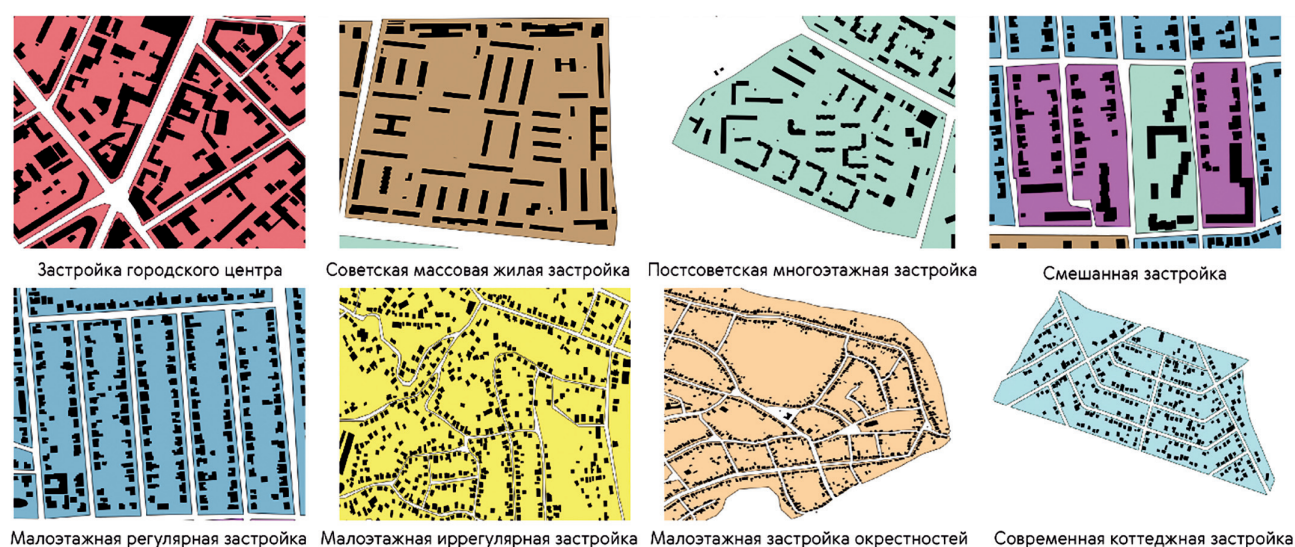 Застройка городского центра
Советская массовая жилая застройка
Постсоветская многоэтажная застройка
Смешанная застройка
Малоэтажная регулярная застройка
Малоэтажная иррегулярная застройка
Малоэтажная застройка окрестностей
Современная коттеджная застройка